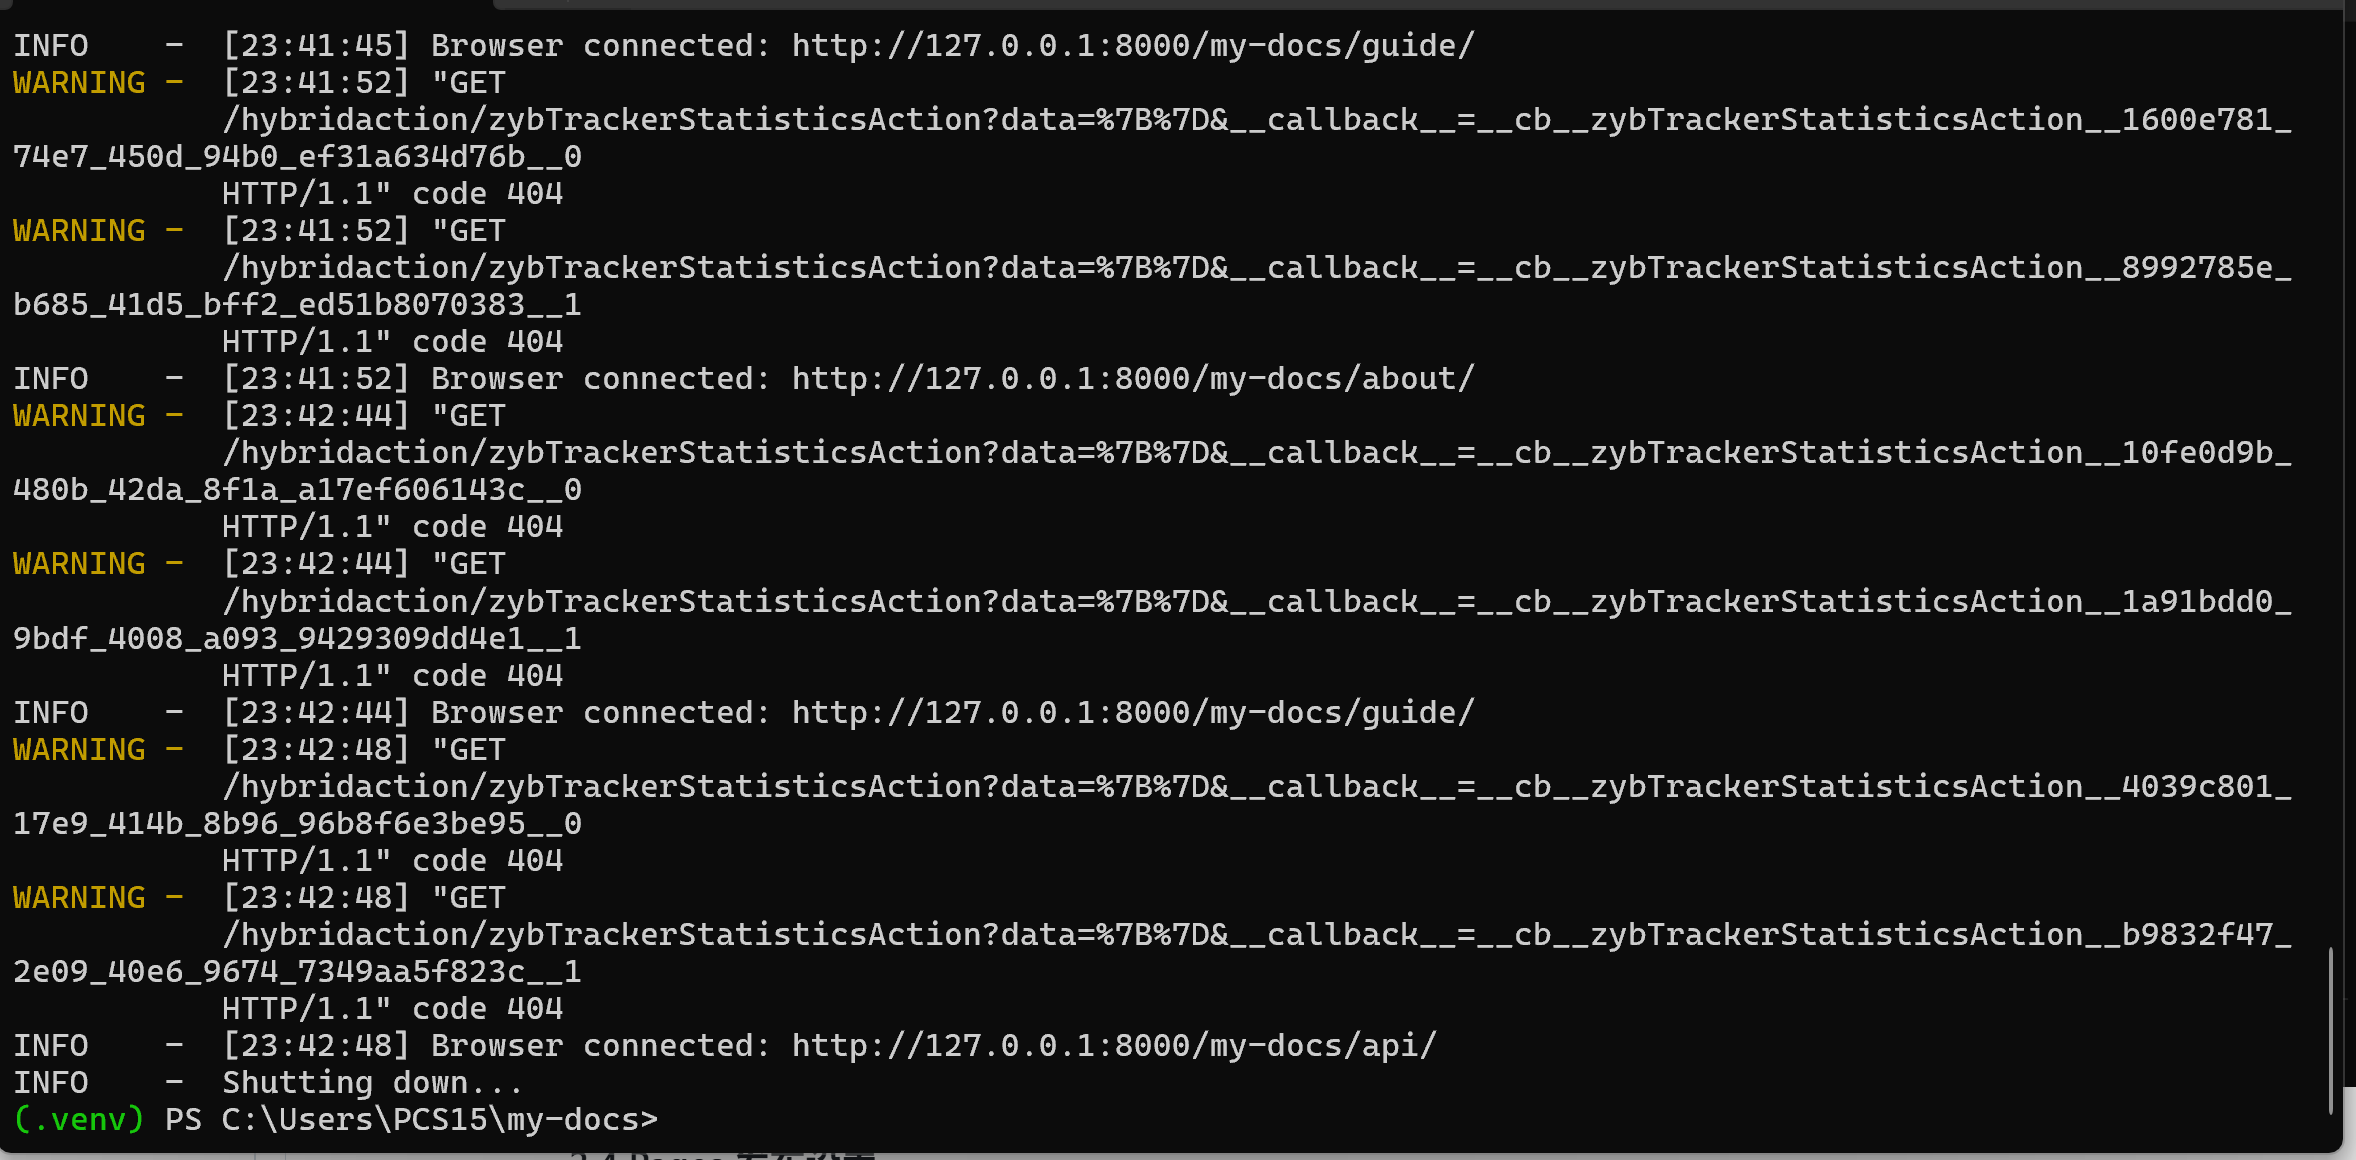 INFO    -  [23:41:45] Browser connected: http://127.0.0.1:8000/my-docs/guide/
WARNING -  [23:41:52] "GET
           /hybridaction/zybTrackerStatisticsAction?data=%7B%7D&__callback__=__cb__zybTrackerStatisticsAction__1600e781_
74e7_450d_94b0_ef31a634d76b__0
           HTTP/1.1" code 404
WARNING -  [23:41:52] "GET
           /hybridaction/zybTrackerStatisticsAction?data=%7B%7D&__callback__=__cb__zybTrackerStatisticsAction__8992785e_
b685_41d5_bff2_ed51b8070383__1
           HTTP/1.1" code 404
INFO    -  [23:41:52] Browser connected: http://127.0.0.1:8000/my-docs/about/
WARNING -  [23:42:44] "GET
           /hybridaction/zybTrackerStatisticsAction?data=%7B%7D&__callback__=__cb__zybTrackerStatisticsAction__10fe0d9b_
480b_42da_8f1a_a17ef606143c__0
           HTTP/1.1" code 404
WARNING -  [23:42:44] "GET
           /hybridaction/zybTrackerStatisticsAction?data=%7B%7D&__callback__=__cb__zybTrackerStatisticsAction__1a91bdd0_
9bdf_4008_a093_9429309dd4e1__1
           HTTP/1.1" code 404
INFO    -  [23:42:44] Browser connected: http://127.0.0.1:8000/my-docs/guide/
WARNING -  [23:42:48] "GET
           /hybridaction/zybTrackerStatisticsAction?data=%7B%7D&__callback__=__cb__zybTrackerStatisticsAction__4039c801_
17e9_414b_8b96_96b8f6e3be95__0
           HTTP/1.1" code 404
WARNING -  [23:42:48] "GET
           /hybridaction/zybTrackerStatisticsAction?data=%7B%7D&__callback__=__cb__zybTrackerStatisticsAction__b9832f47_
2e09_40e6_9674_7349aa5f823c__1
           HTTP/1.1" code 404
INFO    -  [23:42:48] Browser connected: http://127.0.0.1:8000/my-docs/api/
INFO    -  Shutting down...
(.venv) PS C:\Users\PCS15\my-docs>